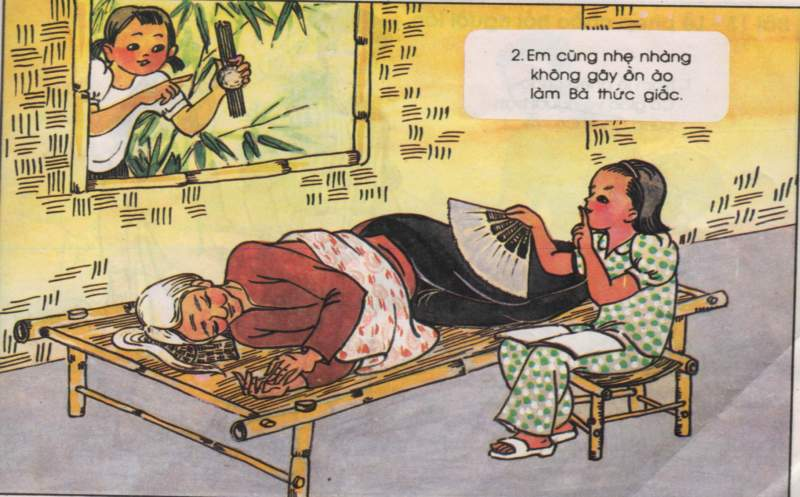 2. Em cũng nhẹ nhàng
không gây ồn ào
làm Bà thức giấc.